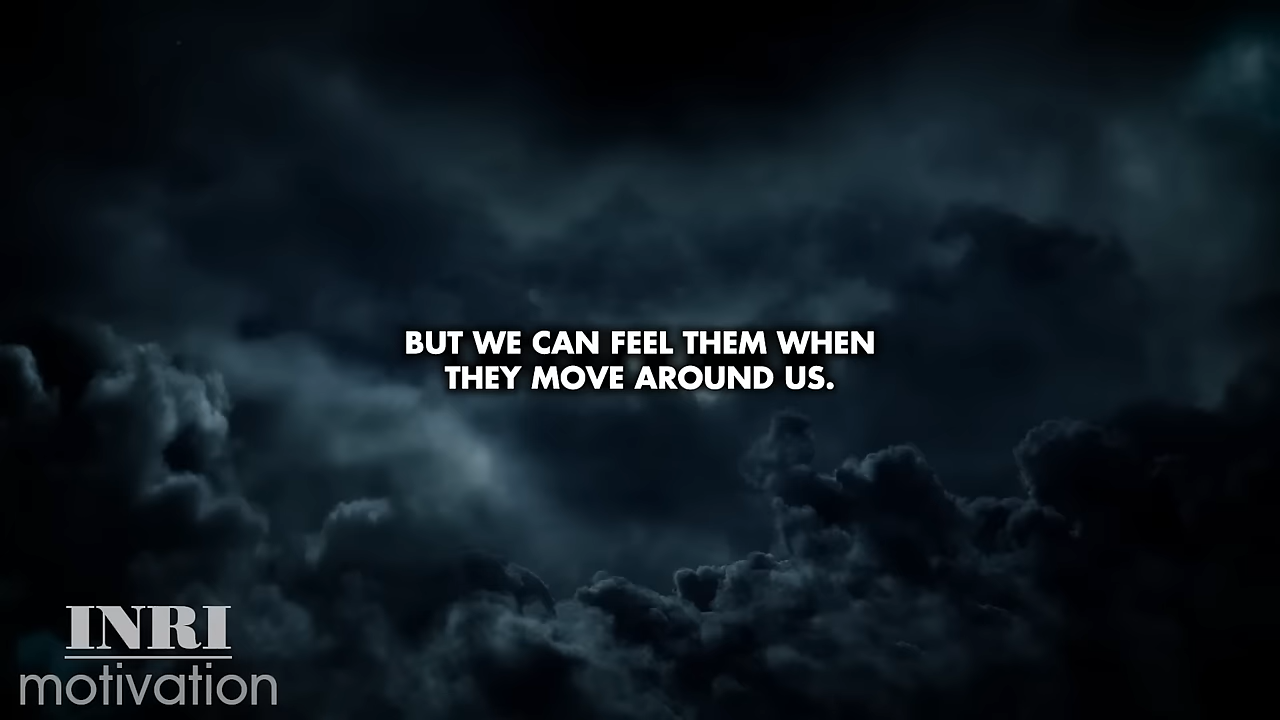 BUT WE CAN FEEL THEM WHEN
THEY MOVE AROUND US.
INRI
motivation